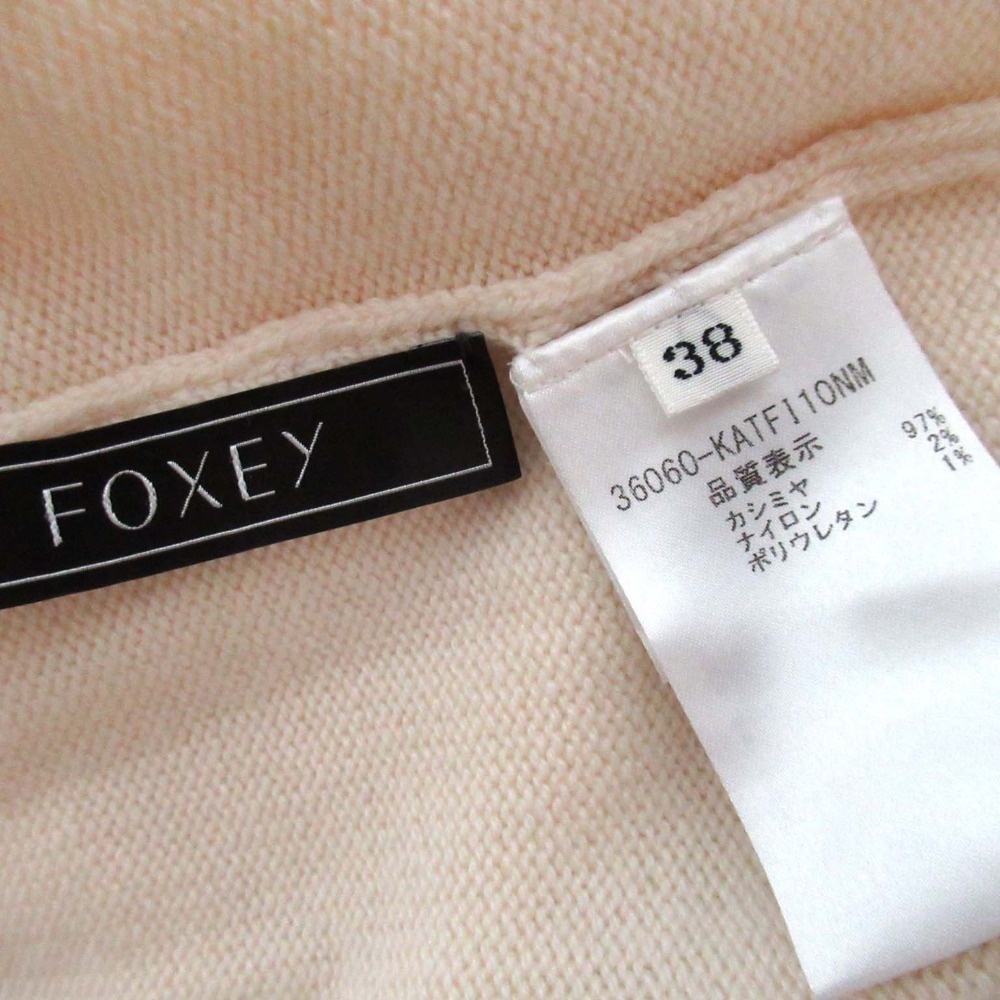 FOXEY
38
36060-KATFI10NM
品質表示
カシミヤ 97%
ナイロン 2%
ポリウレタン 1%